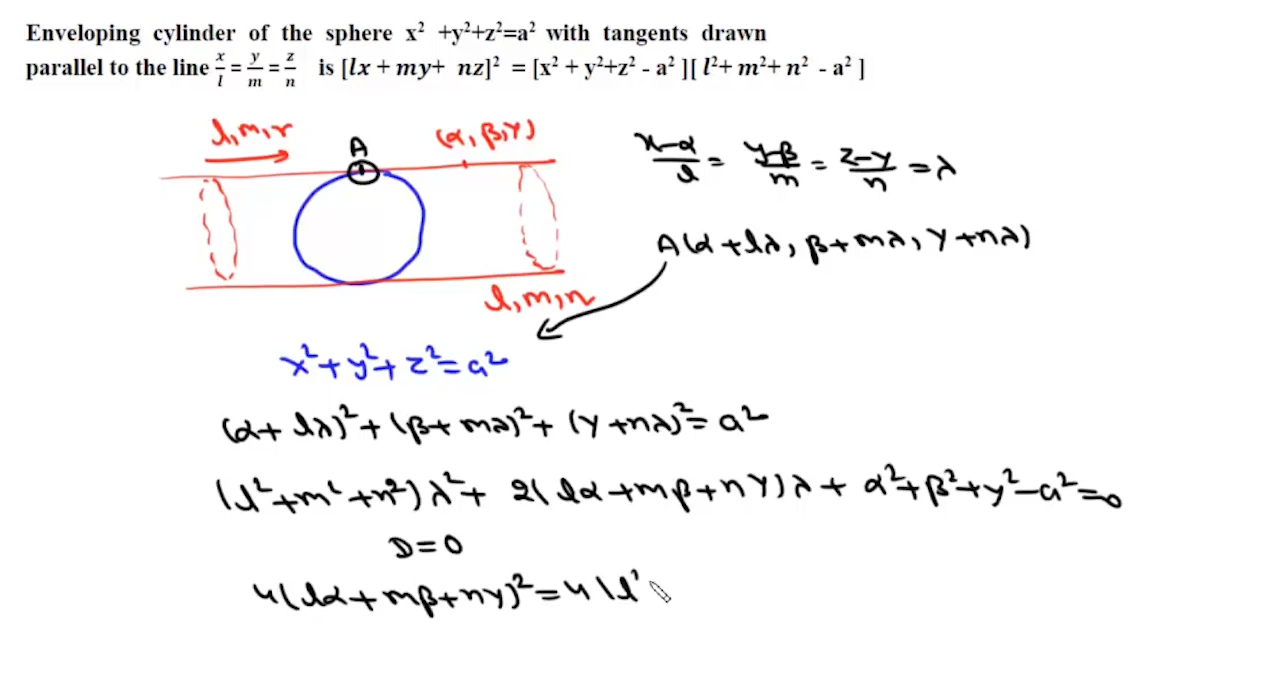 Enveloping cylinder of the sphere x² +y²+z²=a² with tangents drawn
parallel to the line x/l = y/m = z/n is [lx + my+ nz]² = [x² + y²+z² - a² ][ l²+ m²+ n² - a² ]
l,m,r
A
(α, β, γ)
(x-α)/l = (y-β)/m = (z-γ)/n = λ
A(α+lλ, β+mλ, γ+nλ)
l,m,n
x²+y²+z²=a²
(α+lλ)²+(β+mλ)²+(γ+nλ)²=a²
(l²+m²+n²)λ²+2(lα+mβ+nγ)λ+α²+β²+γ²-a²=0
D=0
4(lα+mβ+nγ)²=4(l'